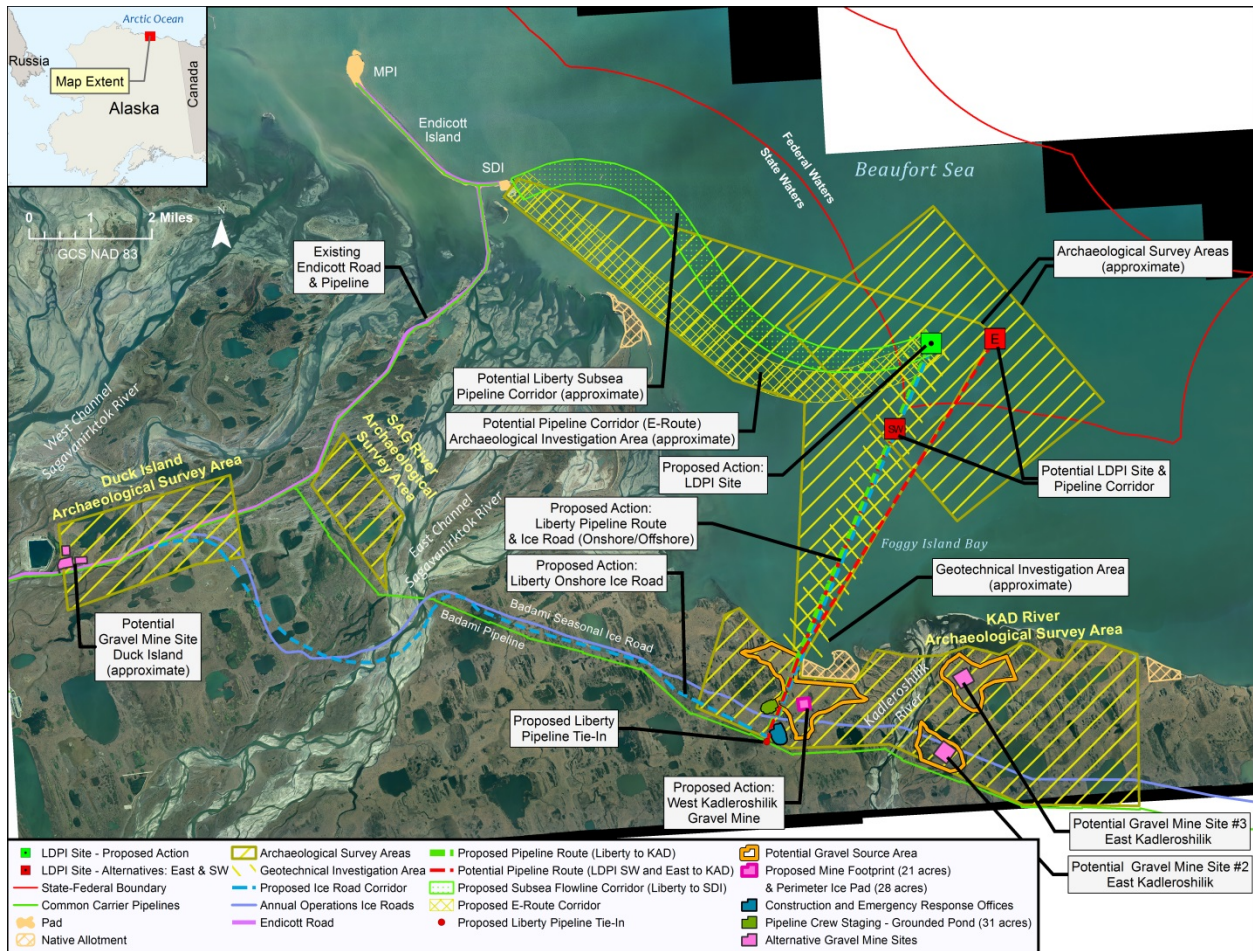 Arctic Ocean
Russia
Map Extent
Alaska
Canada
MPI
Endicott
Island
SDI
Federal Waters
State Waters
Beaufort Sea
0 1 2 Miles
GCS NAD 83
N
Existing
Endicott Road
& Pipeline
Archaeological Survey Areas
(approximate)
E
Potential Liberty Subsea
Pipeline Corridor (approximate)
Potential Pipeline Corridor (E-Route)
Archaeological Investigation Area (approximate)
SW
Proposed Action:
LDPI Site
Potential LDPI Site &
Pipeline Corridor
West Channel
Sagavanirktok River
Duck Island
Archaeological Survey Area
SAG River
Archaeological
Survey Area
East Channel
Sagavanirktok River
Proposed Action:
Liberty Pipeline Route
& Ice Road (Onshore/Offshore)
Foggy Island Bay
Proposed Action:
Liberty Onshore Ice Road
Geotechnical Investigation Area
(approximate)
KAD River
Archaeological Survey Area
Badami Seasonal Ice Road
Badami Pipeline
Potential
Gravel Mine Site
Duck Island
(approximate)
Kadleroshilik
River
Proposed Liberty
Pipeline Tie-In
Proposed Action:
West Kadleroshilik
Gravel Mine
Potential Gravel Mine Site #3
East Kadleroshilik
Potential Gravel Mine Site #2
East Kadleroshilik
LDPI Site - Proposed Action
LDPI Site - Alternatives: East & SW
State-Federal Boundary
Common Carrier Pipelines
Pad
Native Allotment
Archaeological Survey Areas
Geotechnical Investigation Area
Proposed Ice Road Corridor
Annual Operations Ice Roads
Endicott Road
Proposed Pipeline Route (Liberty to KAD)
Potential Pipeline Route (LDPI SW and East to KAD)
Proposed Subsea Flowline Corridor (Liberty to SDI)
Proposed E-Route Corridor
Proposed Liberty Pipeline Tie-In
Potential Gravel Source Area
Proposed Mine Footprint (21 acres)
& Perimeter Ice Pad (28 acres)
Construction and Emergency Response Offices
Pipeline Crew Staging - Grounded Pond (31 acres)
Alternative Gravel Mine Sites